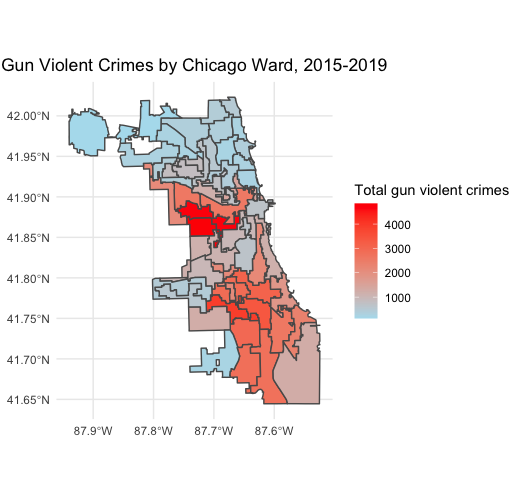 Gun Violent Crimes by Chicago Ward, 2015-2019
42.00°N
41.95°N
41.90°N
41.85°N
41.80°N
41.75°N
41.70°N
41.65°N
87.9°W
87.8°W
87.7°W
87.6°W
Total gun violent crimes
4000
3000
2000
1000